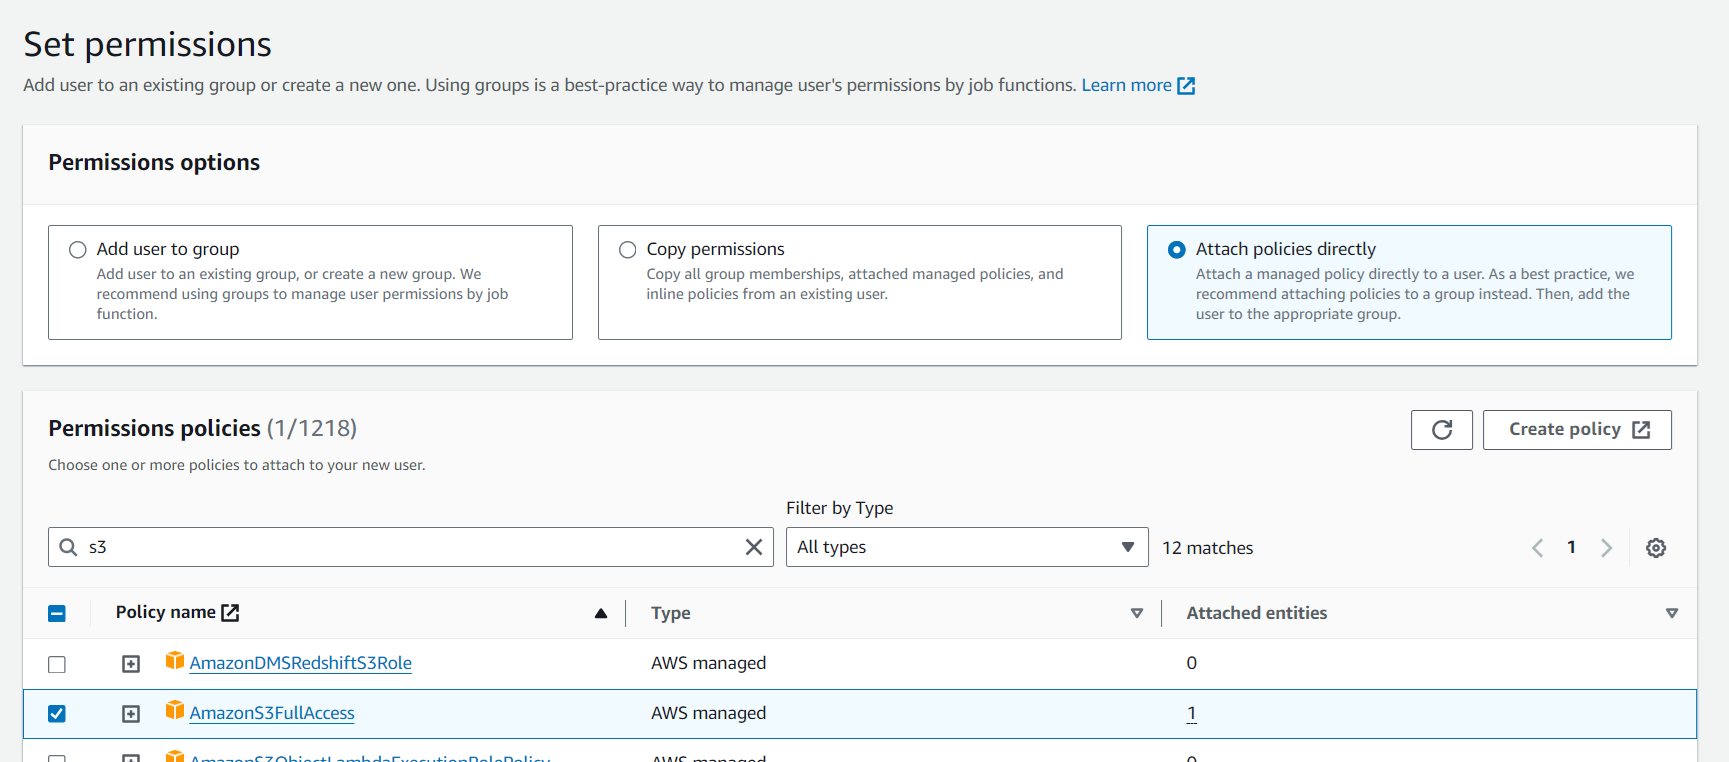 Set permissions
Add user to an existing group or create a new one. Using groups is a best-practice way to manage user's permissions by job functions. Learn more
Permissions options
Add user to group
Add user to an existing group, or create a new group. We
recommend using groups to manage user permissions by job
function.
Copy permissions
Copy all group memberships, attached managed policies, and
inline policies from an existing user.
Attach policies directly
Attach a managed policy directly to a user. As a best practice, we
recommend attaching policies to a group instead. Then, add the
user to the appropriate group.
Permissions policies (1/1218)
Choose one or more policies to attach to your new user.
Create policy
Filter by Type
s3
All types
12 matches
1
Policy name
Type
Attached entities
AmazonDMSRedshiftS3Role
AWS managed
0
AmazonS3FullAccess
AWS managed
1
AmazonS3ObjectLambdaExecutionRolePolicy
AWS managed
0